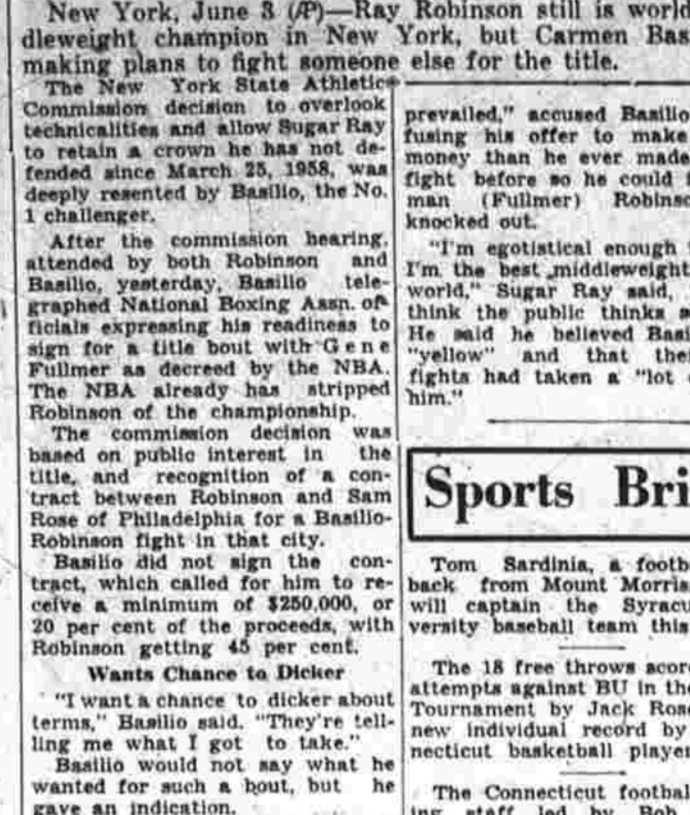 New York, June 3 (AP)—Ray Robinson still is world
dleweight champion in New York, but Carmen Bas
making plans to fight someone else for the title.
The New York State Athletic
Commission decision to overlook
technicalities and allow Sugar Ray
to retain a crown he has not de-
fended since March 25, 1958, was
deeply resented by Basilio, the No.
1 challenger.
After the commission hearing,
attended by both Robinson and
Basilio, yesterday, Basilio tele-
graphed National Boxing Assn. of-
ficials expressing his readiness to
sign for a title bout with Gene
Fullmer as decreed by the NBA.
The NBA already has stripped
Robinson of the championship.
The commission decision was
based on public interest in the
title, and recognition of a con-
tract between Robinson and Sam
Rose of Philadelphia for a Basilio-
Robinson fight in that city.
Basilio did not sign the con-
tract, which called for him to re-
ceive a minimum of $250,000, or
20 per cent of the proceeds, with
Robinson getting 45 per cent.
Wants Chance to Dicker
"I want a chance to dicker about
terms," Basilio said. "They're tell-
ling me what I got to take."
Basilio would not say what he
wanted for such a bout, but he
gave an indication.
prevailed," accused Basilio
fusing his offer to make
money than he ever made
fight before so he could
man (Fullmer) Robinso
knocked out.
"I'm egotistical enough
I'm the best middleweight
world," Sugar Ray said,
think the public thinks
He said he believed Basi
"yellow" and that the
fights had taken a "lot
him."
Sports Bri
Tom Sardinia, a footb
back from Mount Morris
will captain the Syracu
versity baseball team this
The 18 free throws scor
attempts against BU in the
Tournament by Jack Rose
new individual record by
necticut basketball player
The Connecticut football
ing staff led by Bob